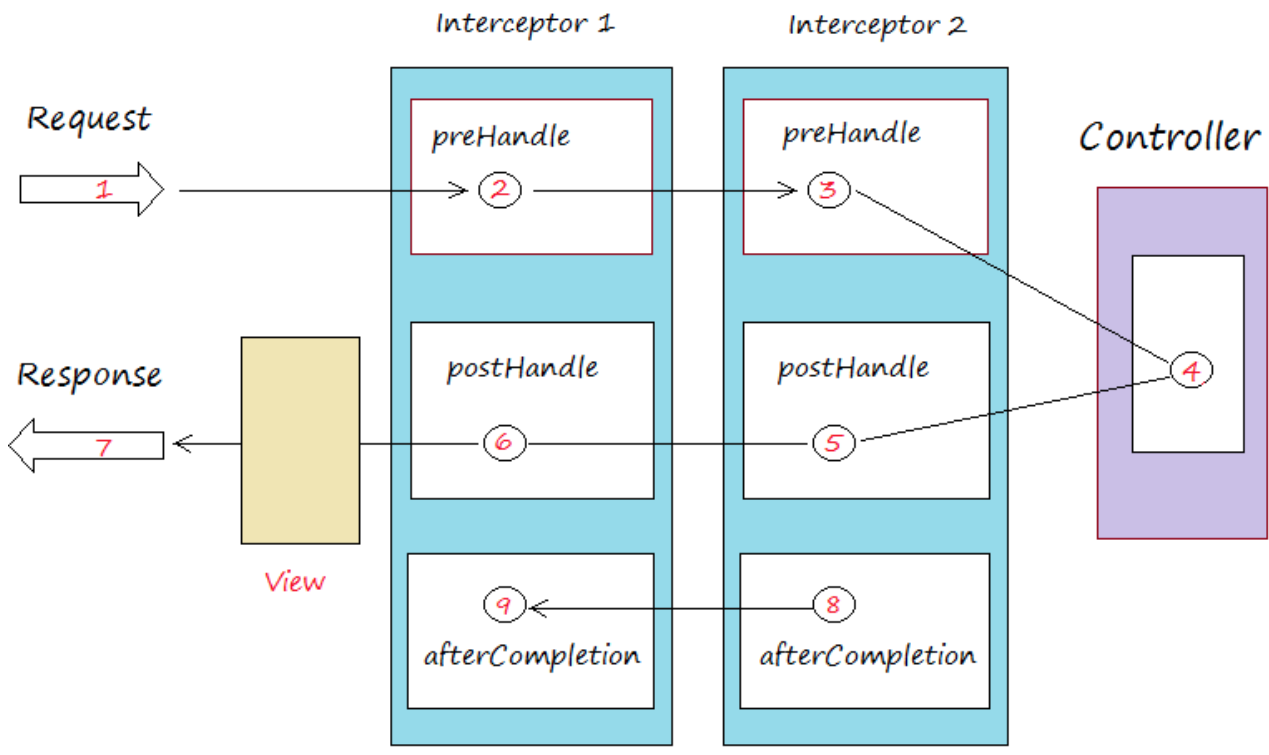 Interceptor 1
Interceptor 2
Request
preHandle
preHandle
Controller
1
2
3
Response
postHandle
postHandle
4
7
6
5
View
9
8
afterCompletion
afterCompletion